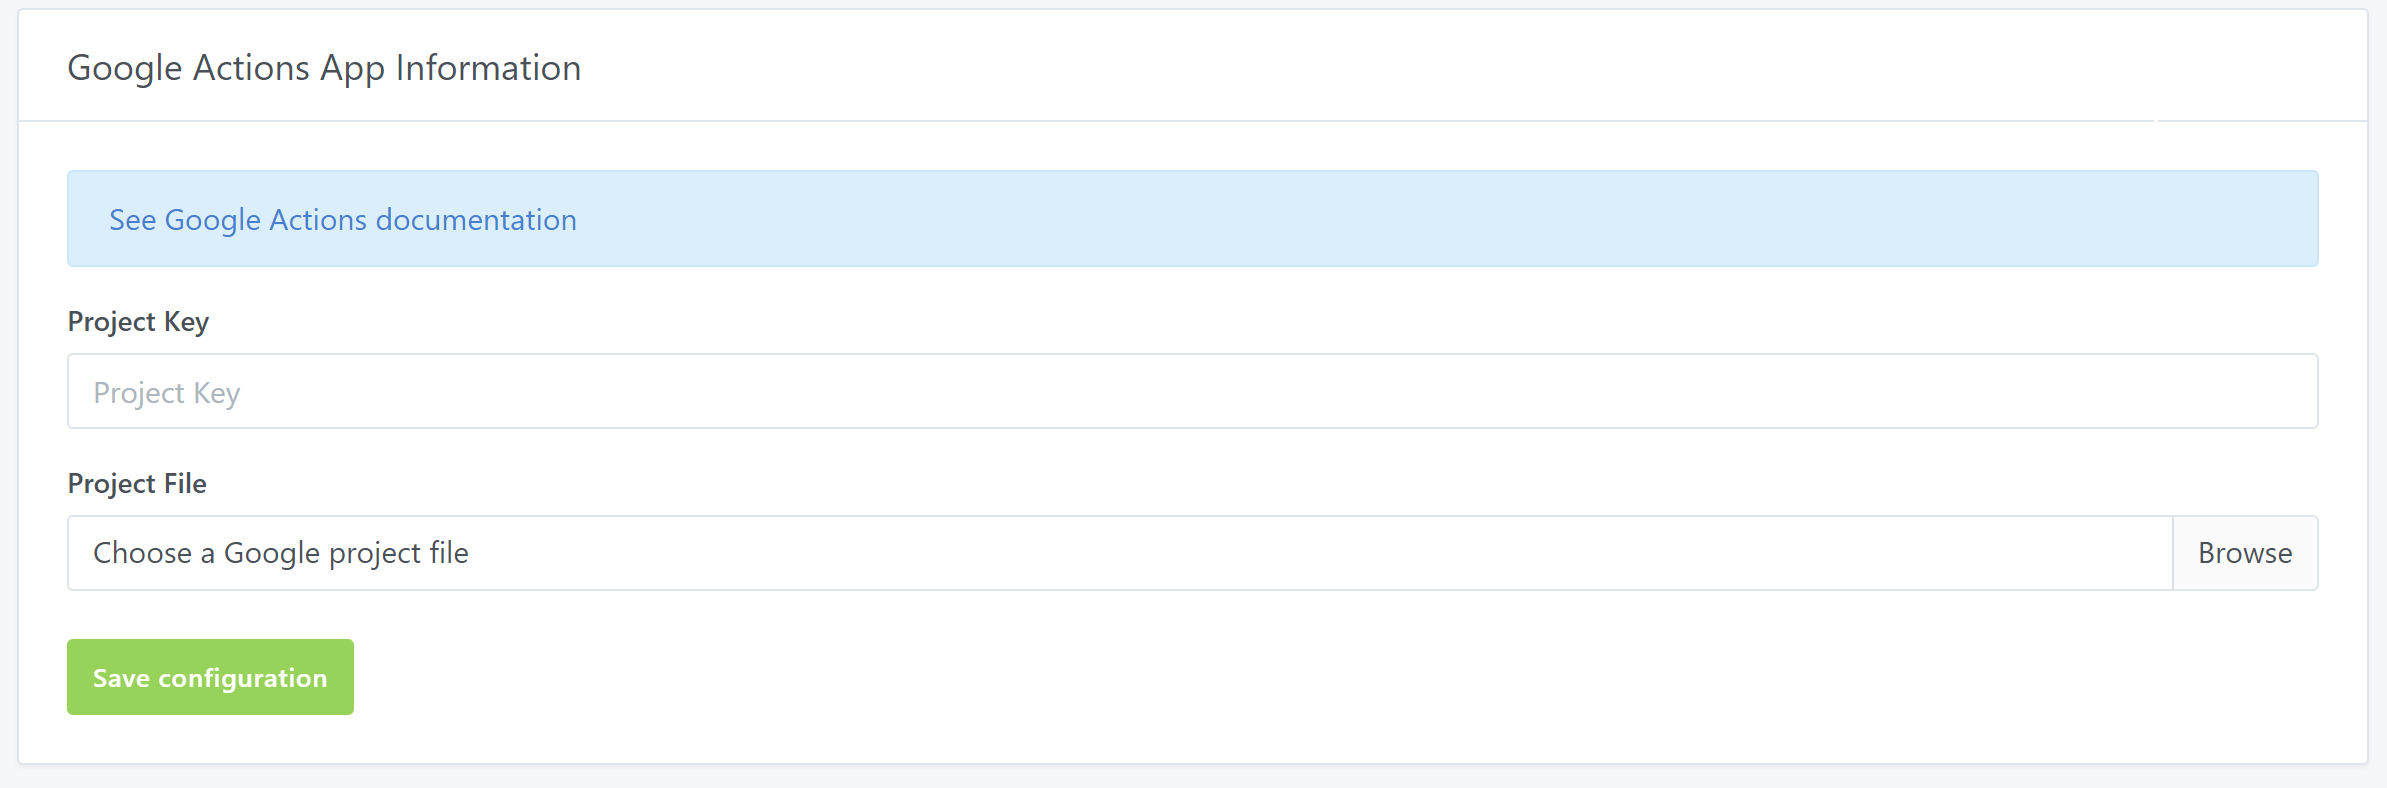 Google Actions App Information
See Google Actions documentation
Project Key
Project Key
Project File
Choose a Google project file
Browse
Save configuration